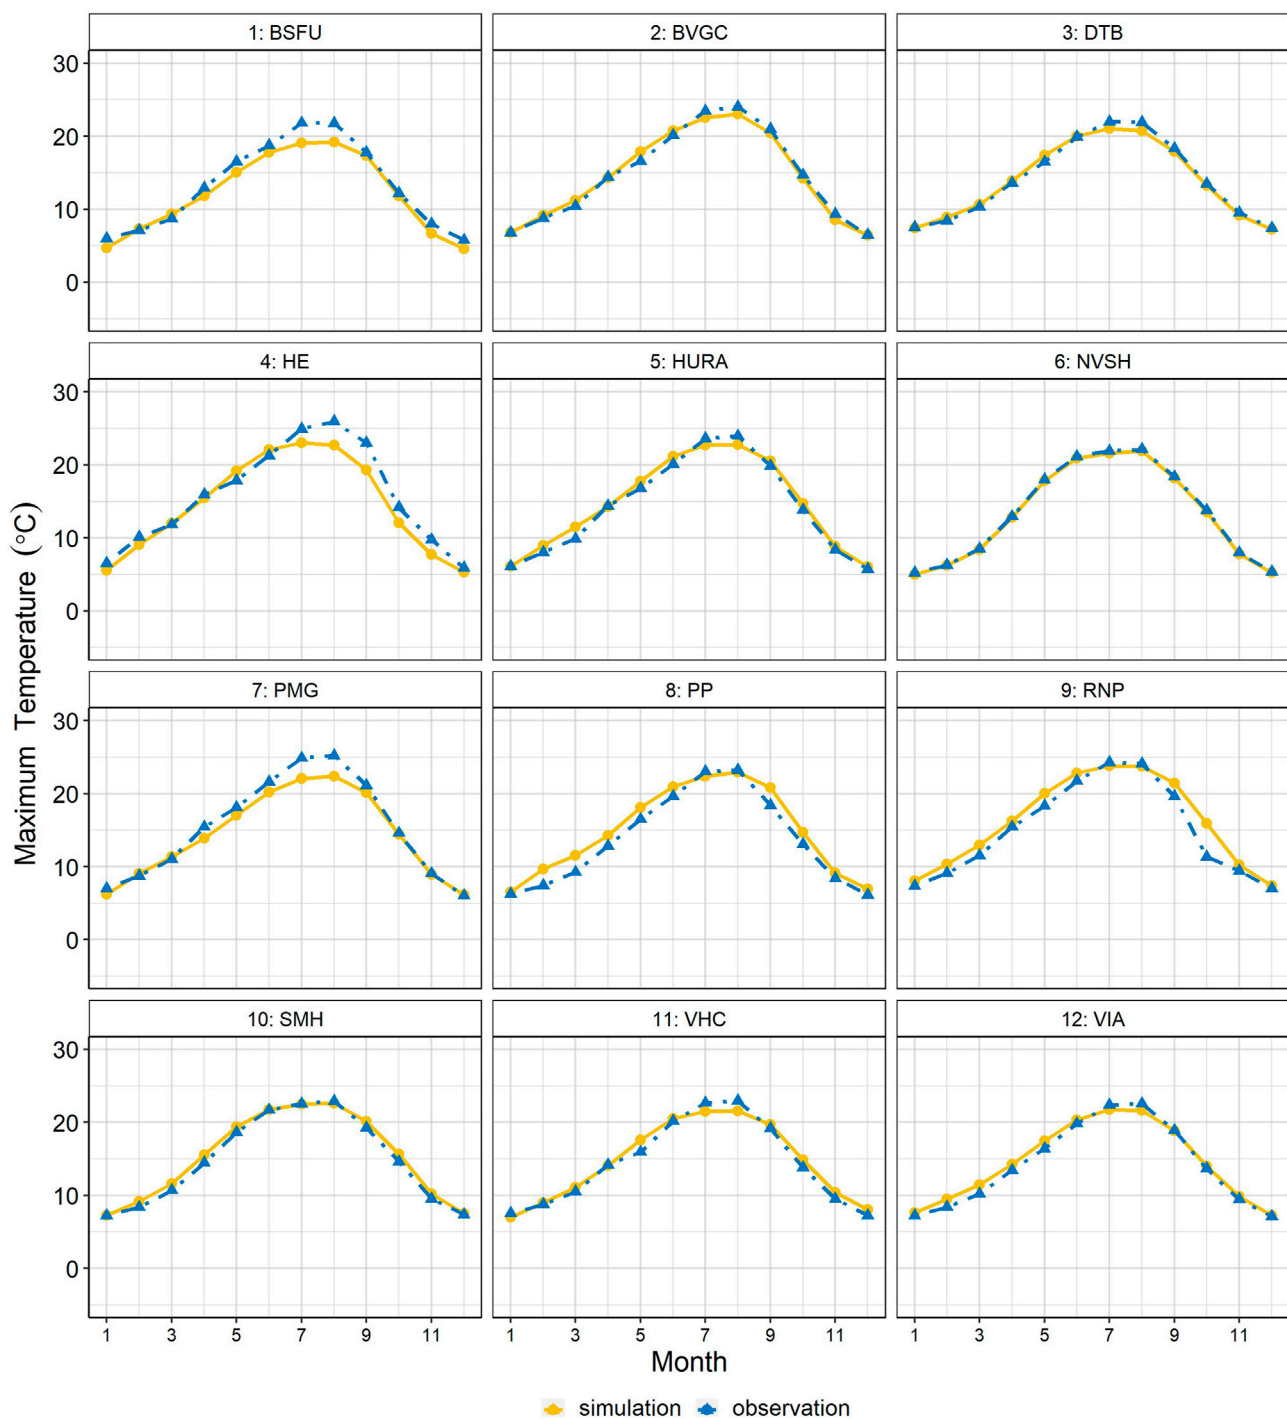 1: BSFU
2: BVGC
3: DTB
30
20
10
0
4: HE
5: HURA
6: NVSH
30
20
10
0
7: PMG
8: PP
9: RNP
30
20
10
0
10: SMH
11: VHC
12: VIA
30
20
10
0
1 3 5 7 9 11
1 3 5 7 9 11
1 3 5 7 9 11
Maximum Temperature (°C)
Month
simulation observation